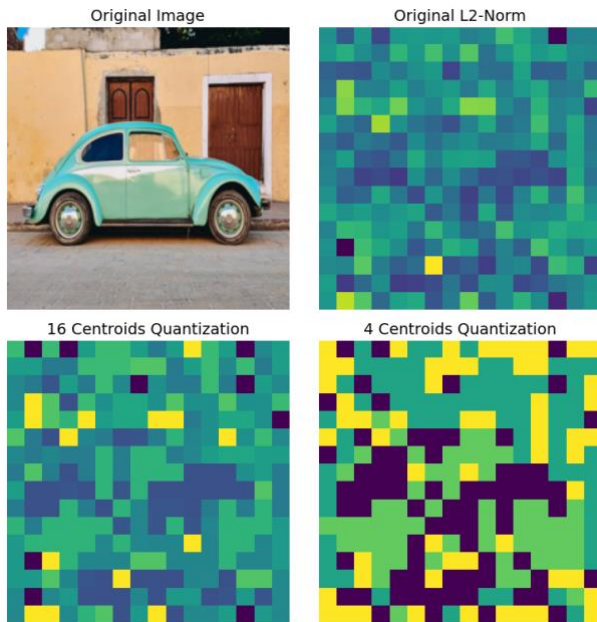 Original Image
Original L2-Norm
16 Centroids Quantization
4 Centroids Quantization